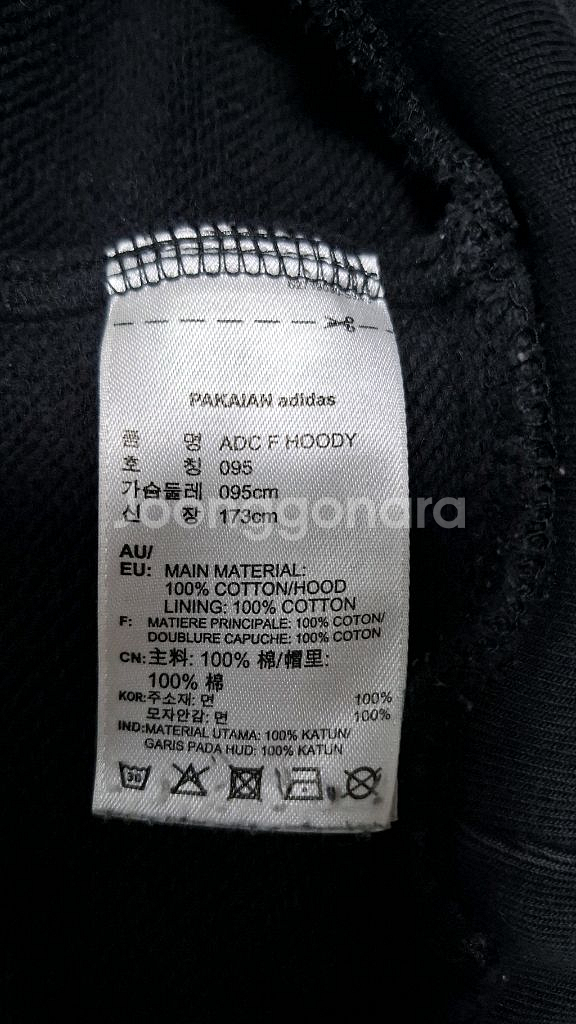 PAKAIAN adidas
품 명 ADC F HOODY
호 칭 095
가슴둘레 095cm
신 장 173cm
joonggonara
AU/
EU: MAIN MATERIAL:
100% COTTON/HOOD
LINING: 100% COTTON
F: MATIERE PRINCIPALE: 100% COTON/
DOUBLURE CAPUCHE: 100% COTON
CN: 主料: 100% 棉/帽里:
100% 棉
KOR: 주소재: 면 100%
모자안감: 면 100%
IND: MATERIAL UTAMA: 100% KATUN/
GARIS PADA HUD: 100% KATUN
30